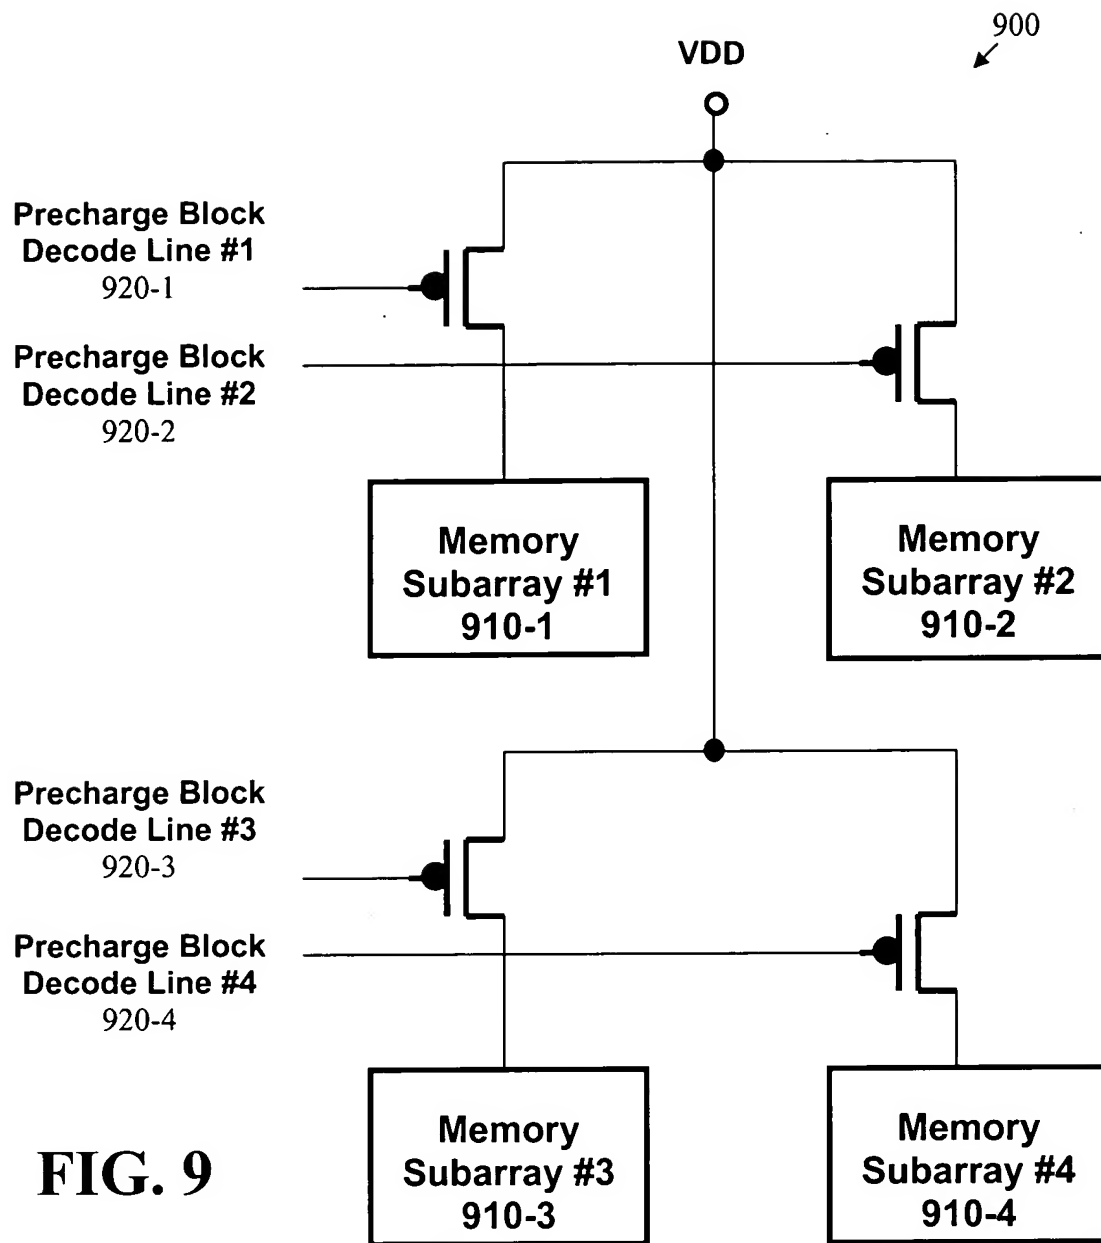 900
VDD
Precharge Block
Decode Line #1
920-1
Precharge Block
Decode Line #2
920-2
Memory
Subarray #1
910-1
Memory
Subarray #2
910-2
Precharge Block
Decode Line #3
920-3
Precharge Block
Decode Line #4
920-4
Memory
Subarray #3
910-3
Memory
Subarray #4
910-4
FIG. 9